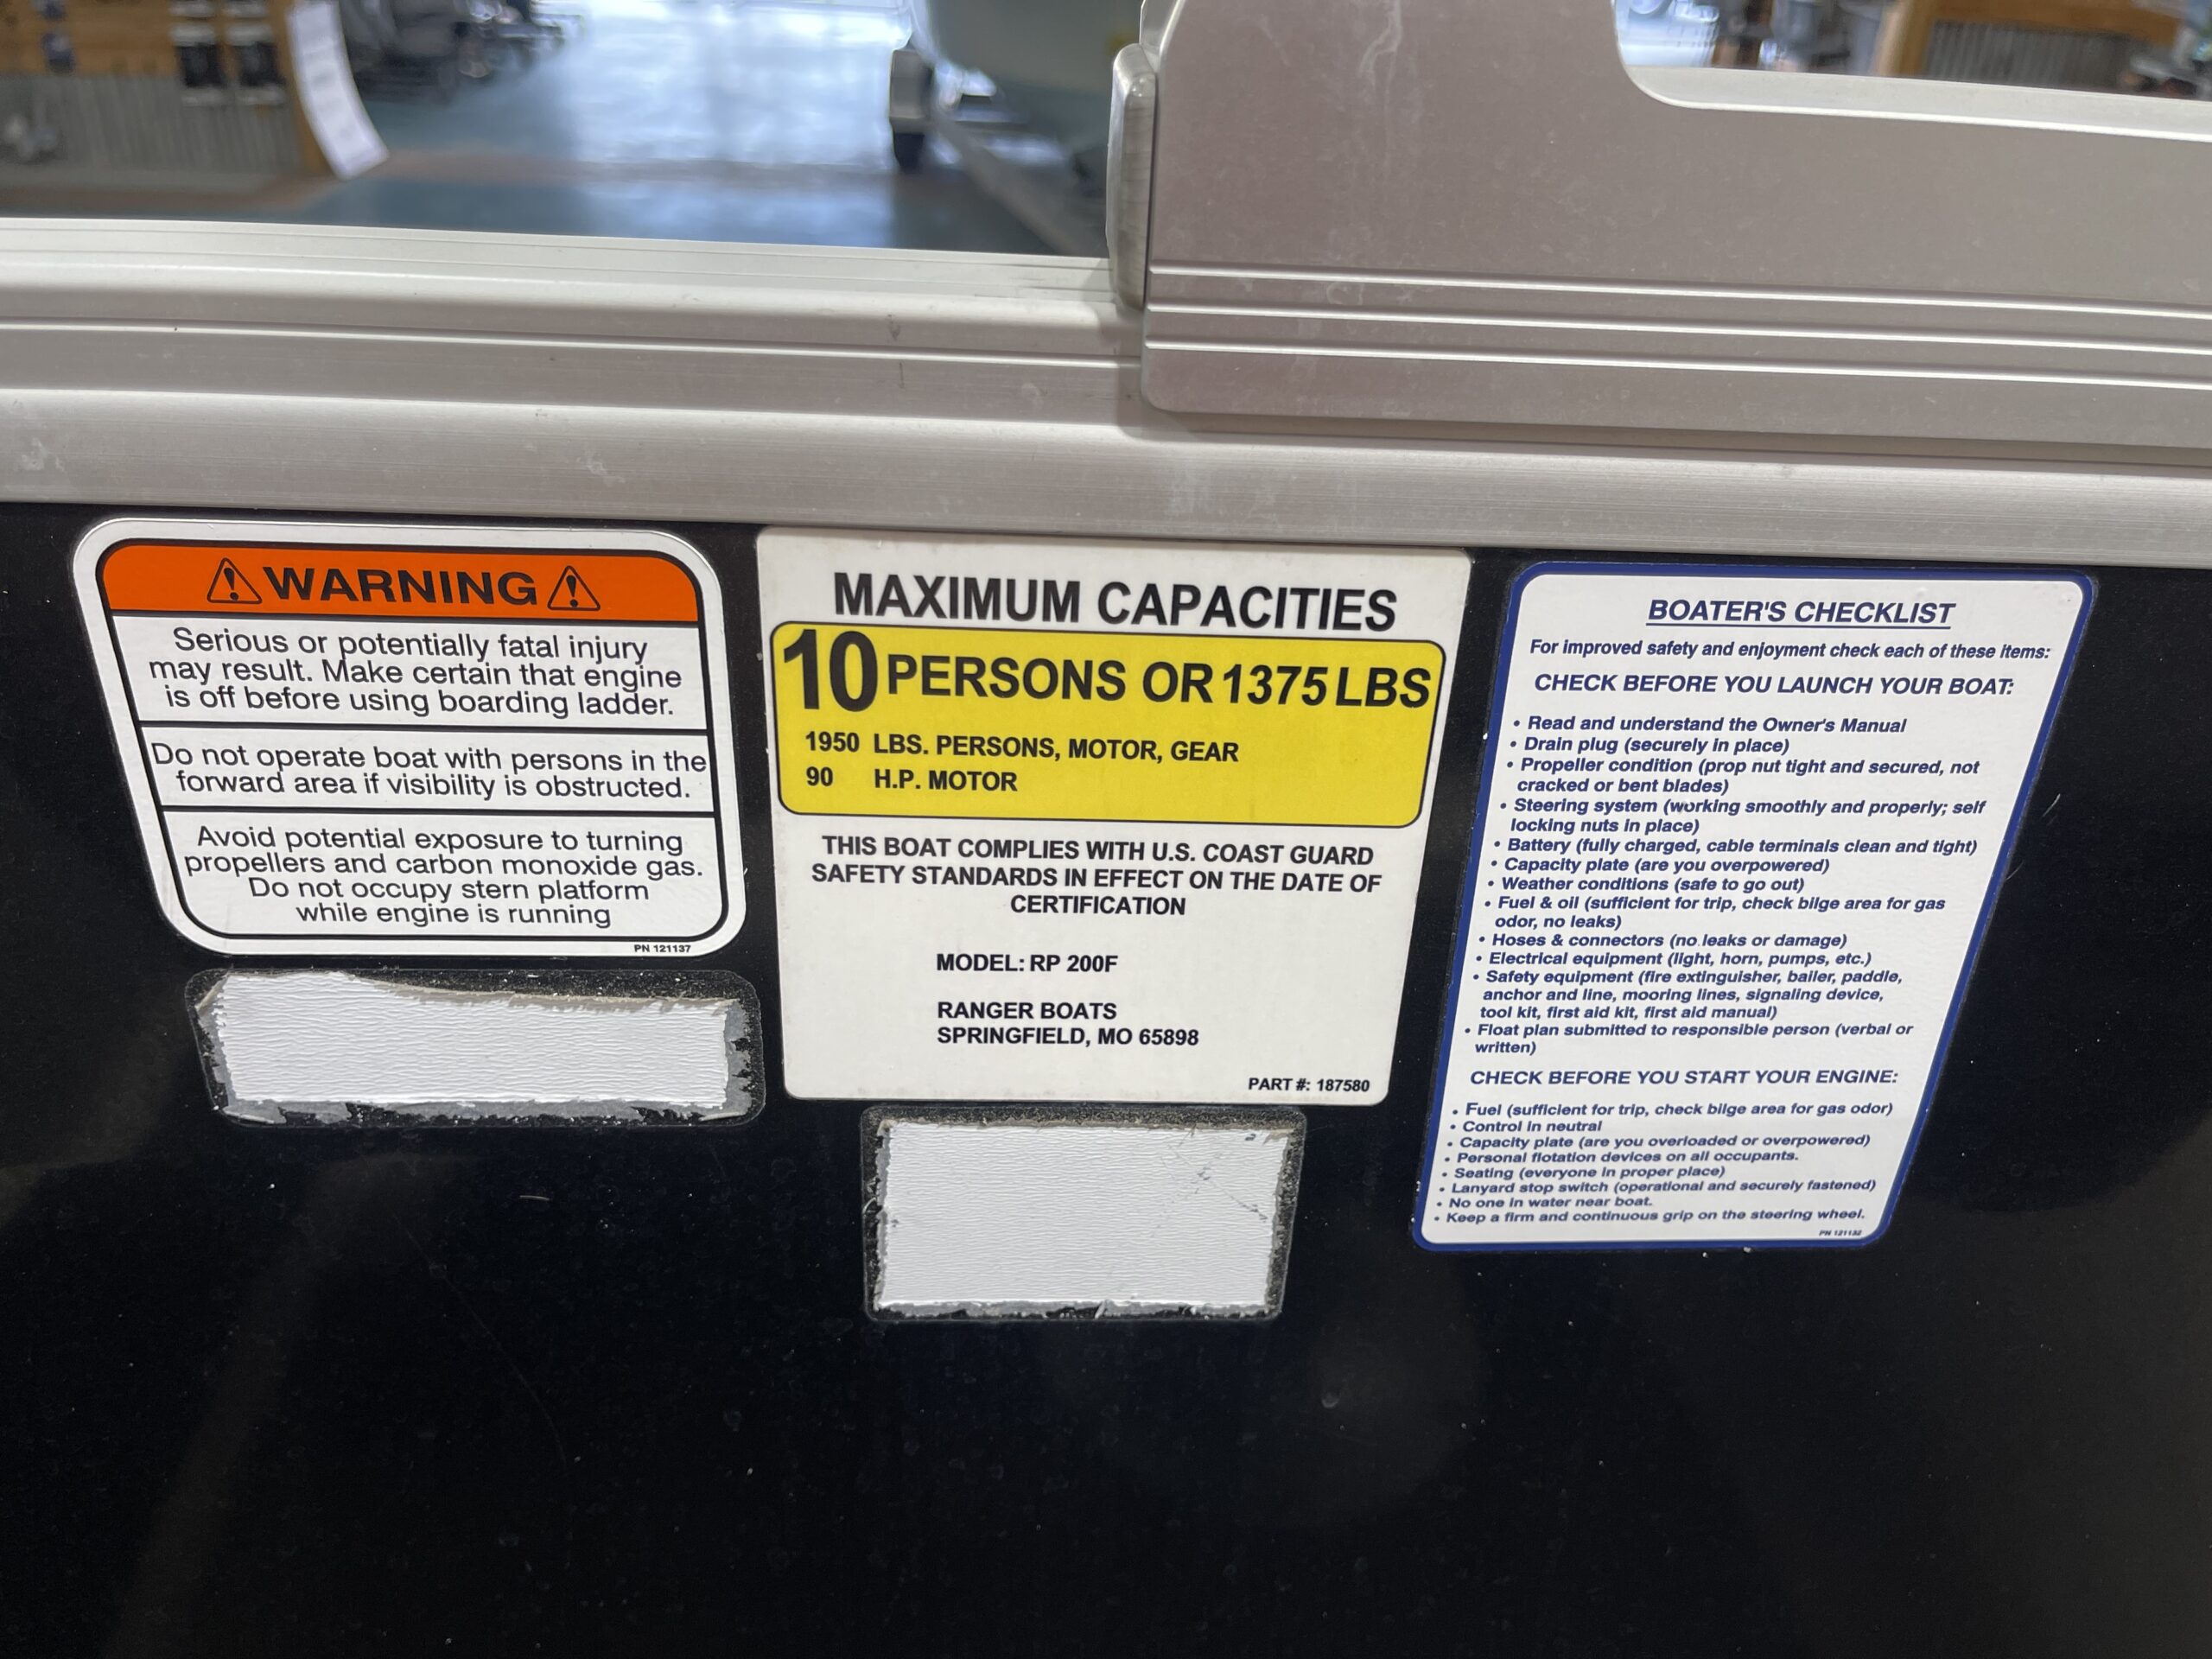 WARNING
Serious or potentially fatal injury
may result. Make certain that engine
is off before using boarding ladder.
Do not operate boat with persons in the
forward area if visibility is obstructed.
Avoid potential exposure to turning
propellers and carbon monoxide gas.
Do not occupy stern platform
while engine is running
PN 121137
MAXIMUM CAPACITIES
10 PERSONS OR 1375 LBS
1950 LBS. PERSONS, MOTOR, GEAR
90 H.P. MOTOR
THIS BOAT COMPLIES WITH U.S. COAST GUARD
SAFETY STANDARDS IN EFFECT ON THE DATE OF
CERTIFICATION
MODEL: RP 200F
RANGER BOATS
SPRINGFIELD, MO 65898
PART #: 187580
BOATER'S CHECKLIST
For improved safety and enjoyment check each of these items:
CHECK BEFORE YOU LAUNCH YOUR BOAT:
• Read and understand the Owner's Manual
• Drain plug (securely in place)
• Propeller condition (prop nut tight and secured, not
cracked or bent blades)
• Steering system (working smoothly and properly; self
locking nuts in place)
• Battery (fully charged, cable terminals clean and tight)
• Capacity plate (are you overpowered)
• Weather conditions (safe to go out)
• Fuel & oil (sufficient for trip, check bilge area for gas
odor, no leaks)
• Hoses & connectors (no leaks or damage)
• Electrical equipment (light, horn, pumps, etc.)
• Safety equipment (fire extinguisher, bailer, paddle,
anchor and line, mooring lines, signaling device,
tool kit, first aid kit, first aid manual)
• Float plan submitted to responsible person (verbal or
written)
CHECK BEFORE YOU START YOUR ENGINE:
• Fuel (sufficient for trip, check bilge area for gas odor)
• Control in neutral
• Capacity plate (are you overloaded or overpowered)
• Personal flotation devices on all occupants.
• Seating (everyone in proper place)
• Lanyard stop switch (operational and securely fastened)
• No one in water near boat.
• Keep a firm and continuous grip on the steering wheel.
PN 121132